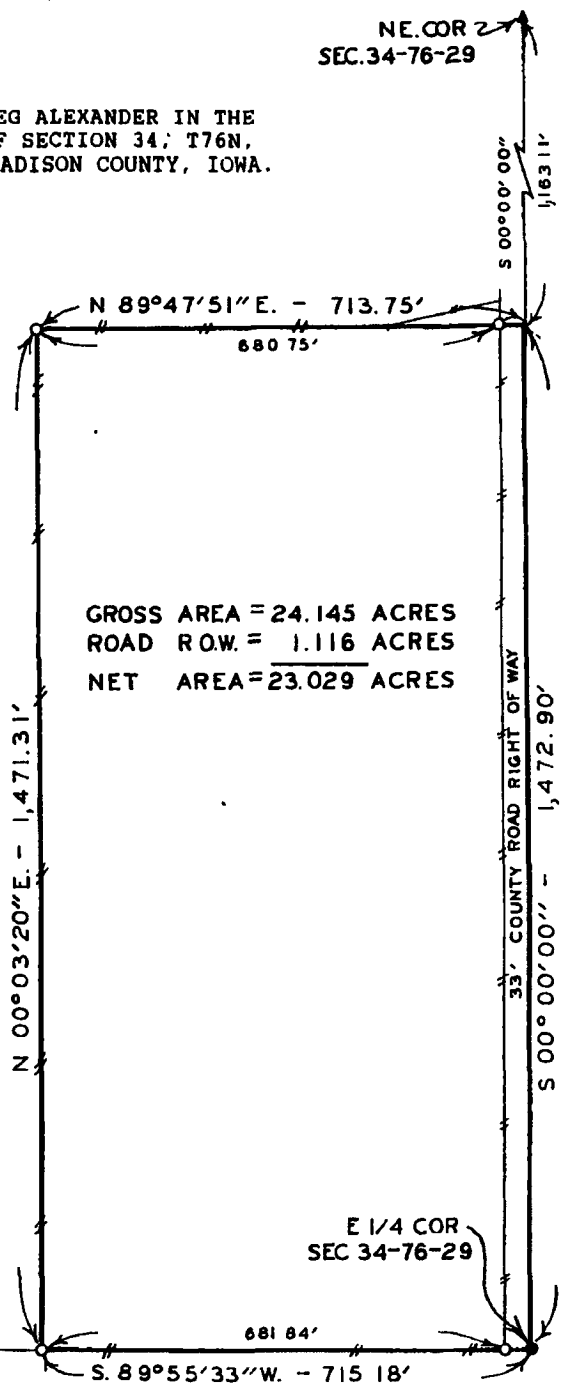 NE. COR
SEC. 34-76-29
EG ALEXANDER IN THE
F SECTION 34, T76N,
ADISON COUNTY, IOWA.
S 00°00'00"
1,163 11'
N 89°47'51"E. - 713.75'
680 75'
GROSS AREA = 24.145 ACRES
ROAD R O.W. = 1.116 ACRES
NET AREA = 23.029 ACRES
N 00°03'20"E. - 1,471.31'
33' COUNTY ROAD RIGHT OF WAY
S 00°00'00" - 1,472.90'
E 1/4 COR
SEC 34-76-29
681 84'
S. 89°55'33"W. - 715 18'